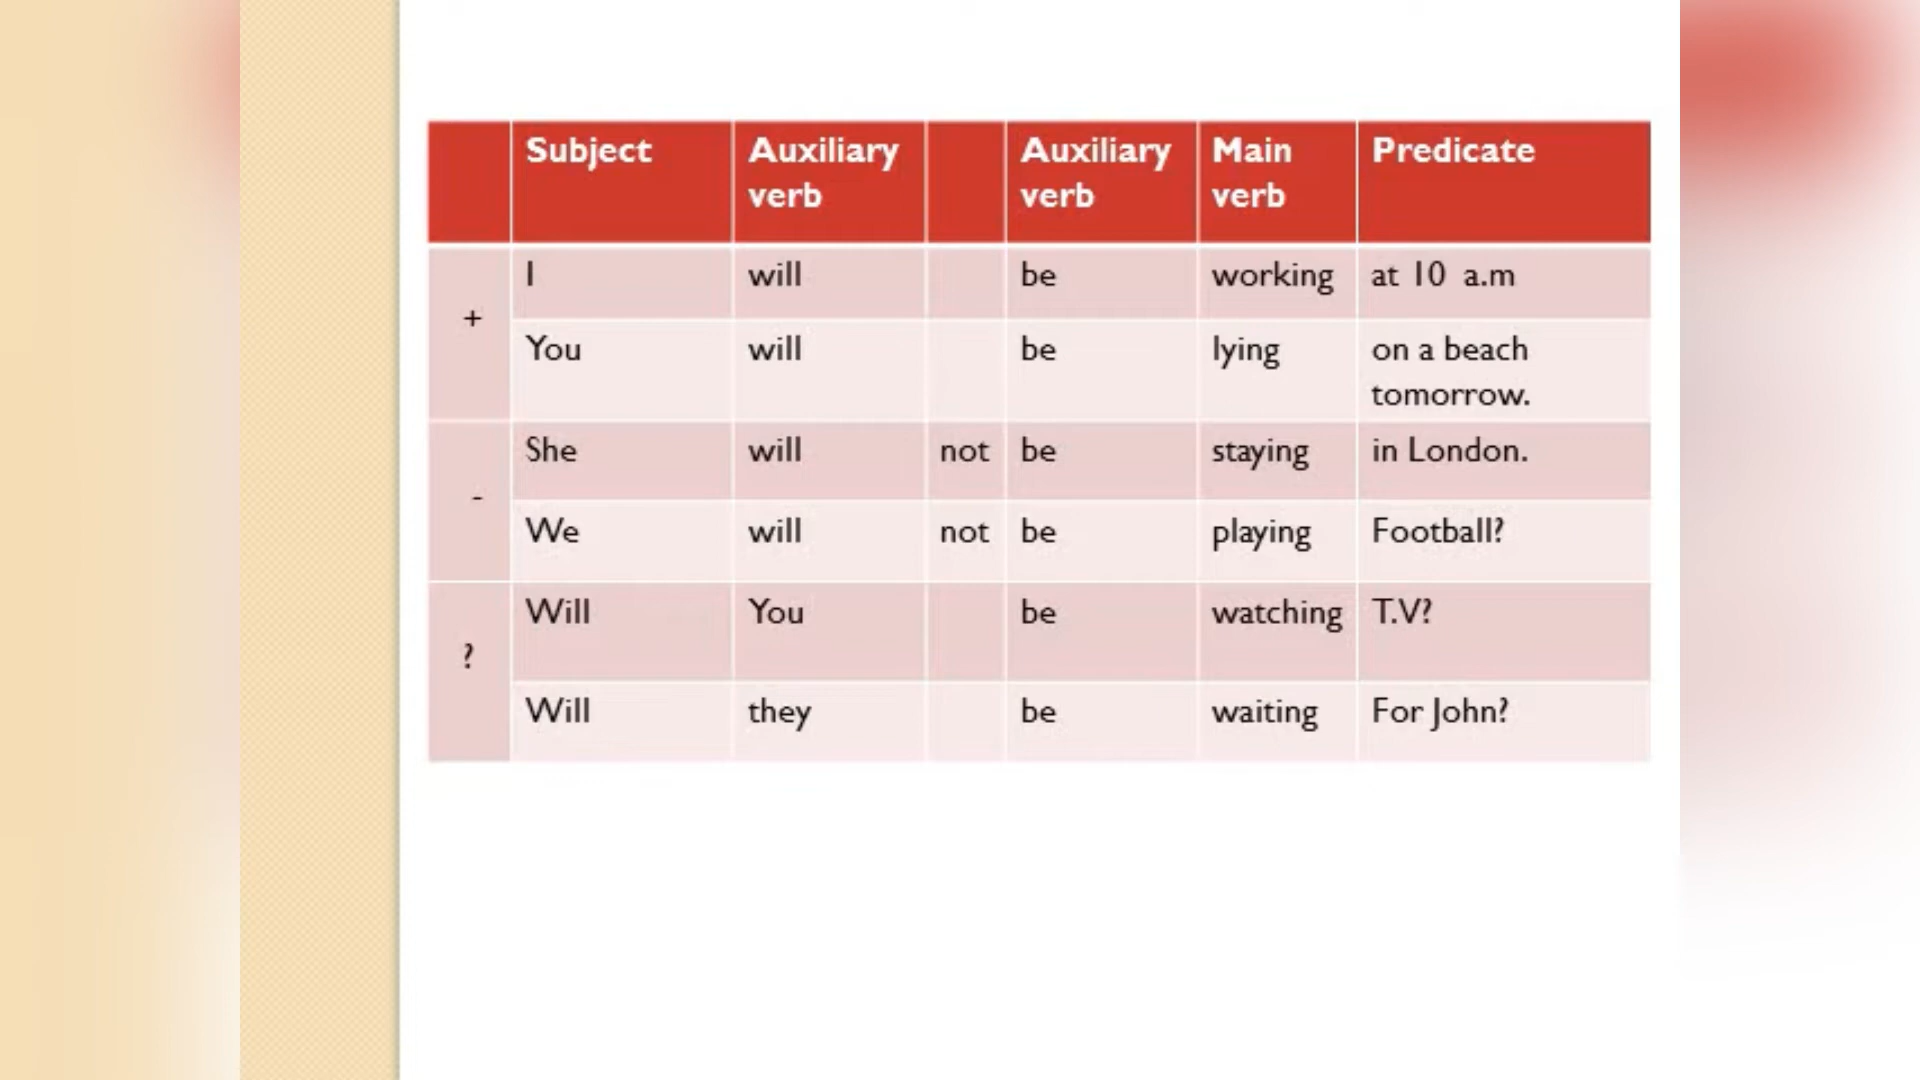 Subject Auxiliary verb Auxiliary verb Main verb Predicate
+ I will be working at 10 a.m
You will be lying on a beach tomorrow.
- She will not be staying in London.
We will not be playing Football?
? Will You be watching T.V?
Will they be waiting For John?